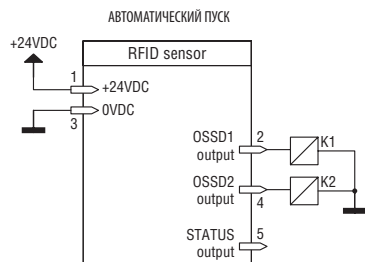 АВТОМАТИЧЕСКИЙ ПУСК
+24VDC
RFID sensor
1
+24VDC
0VDC
3
OSSD1
output
2
K1
OSSD2
output
4
K2
STATUS
output
5